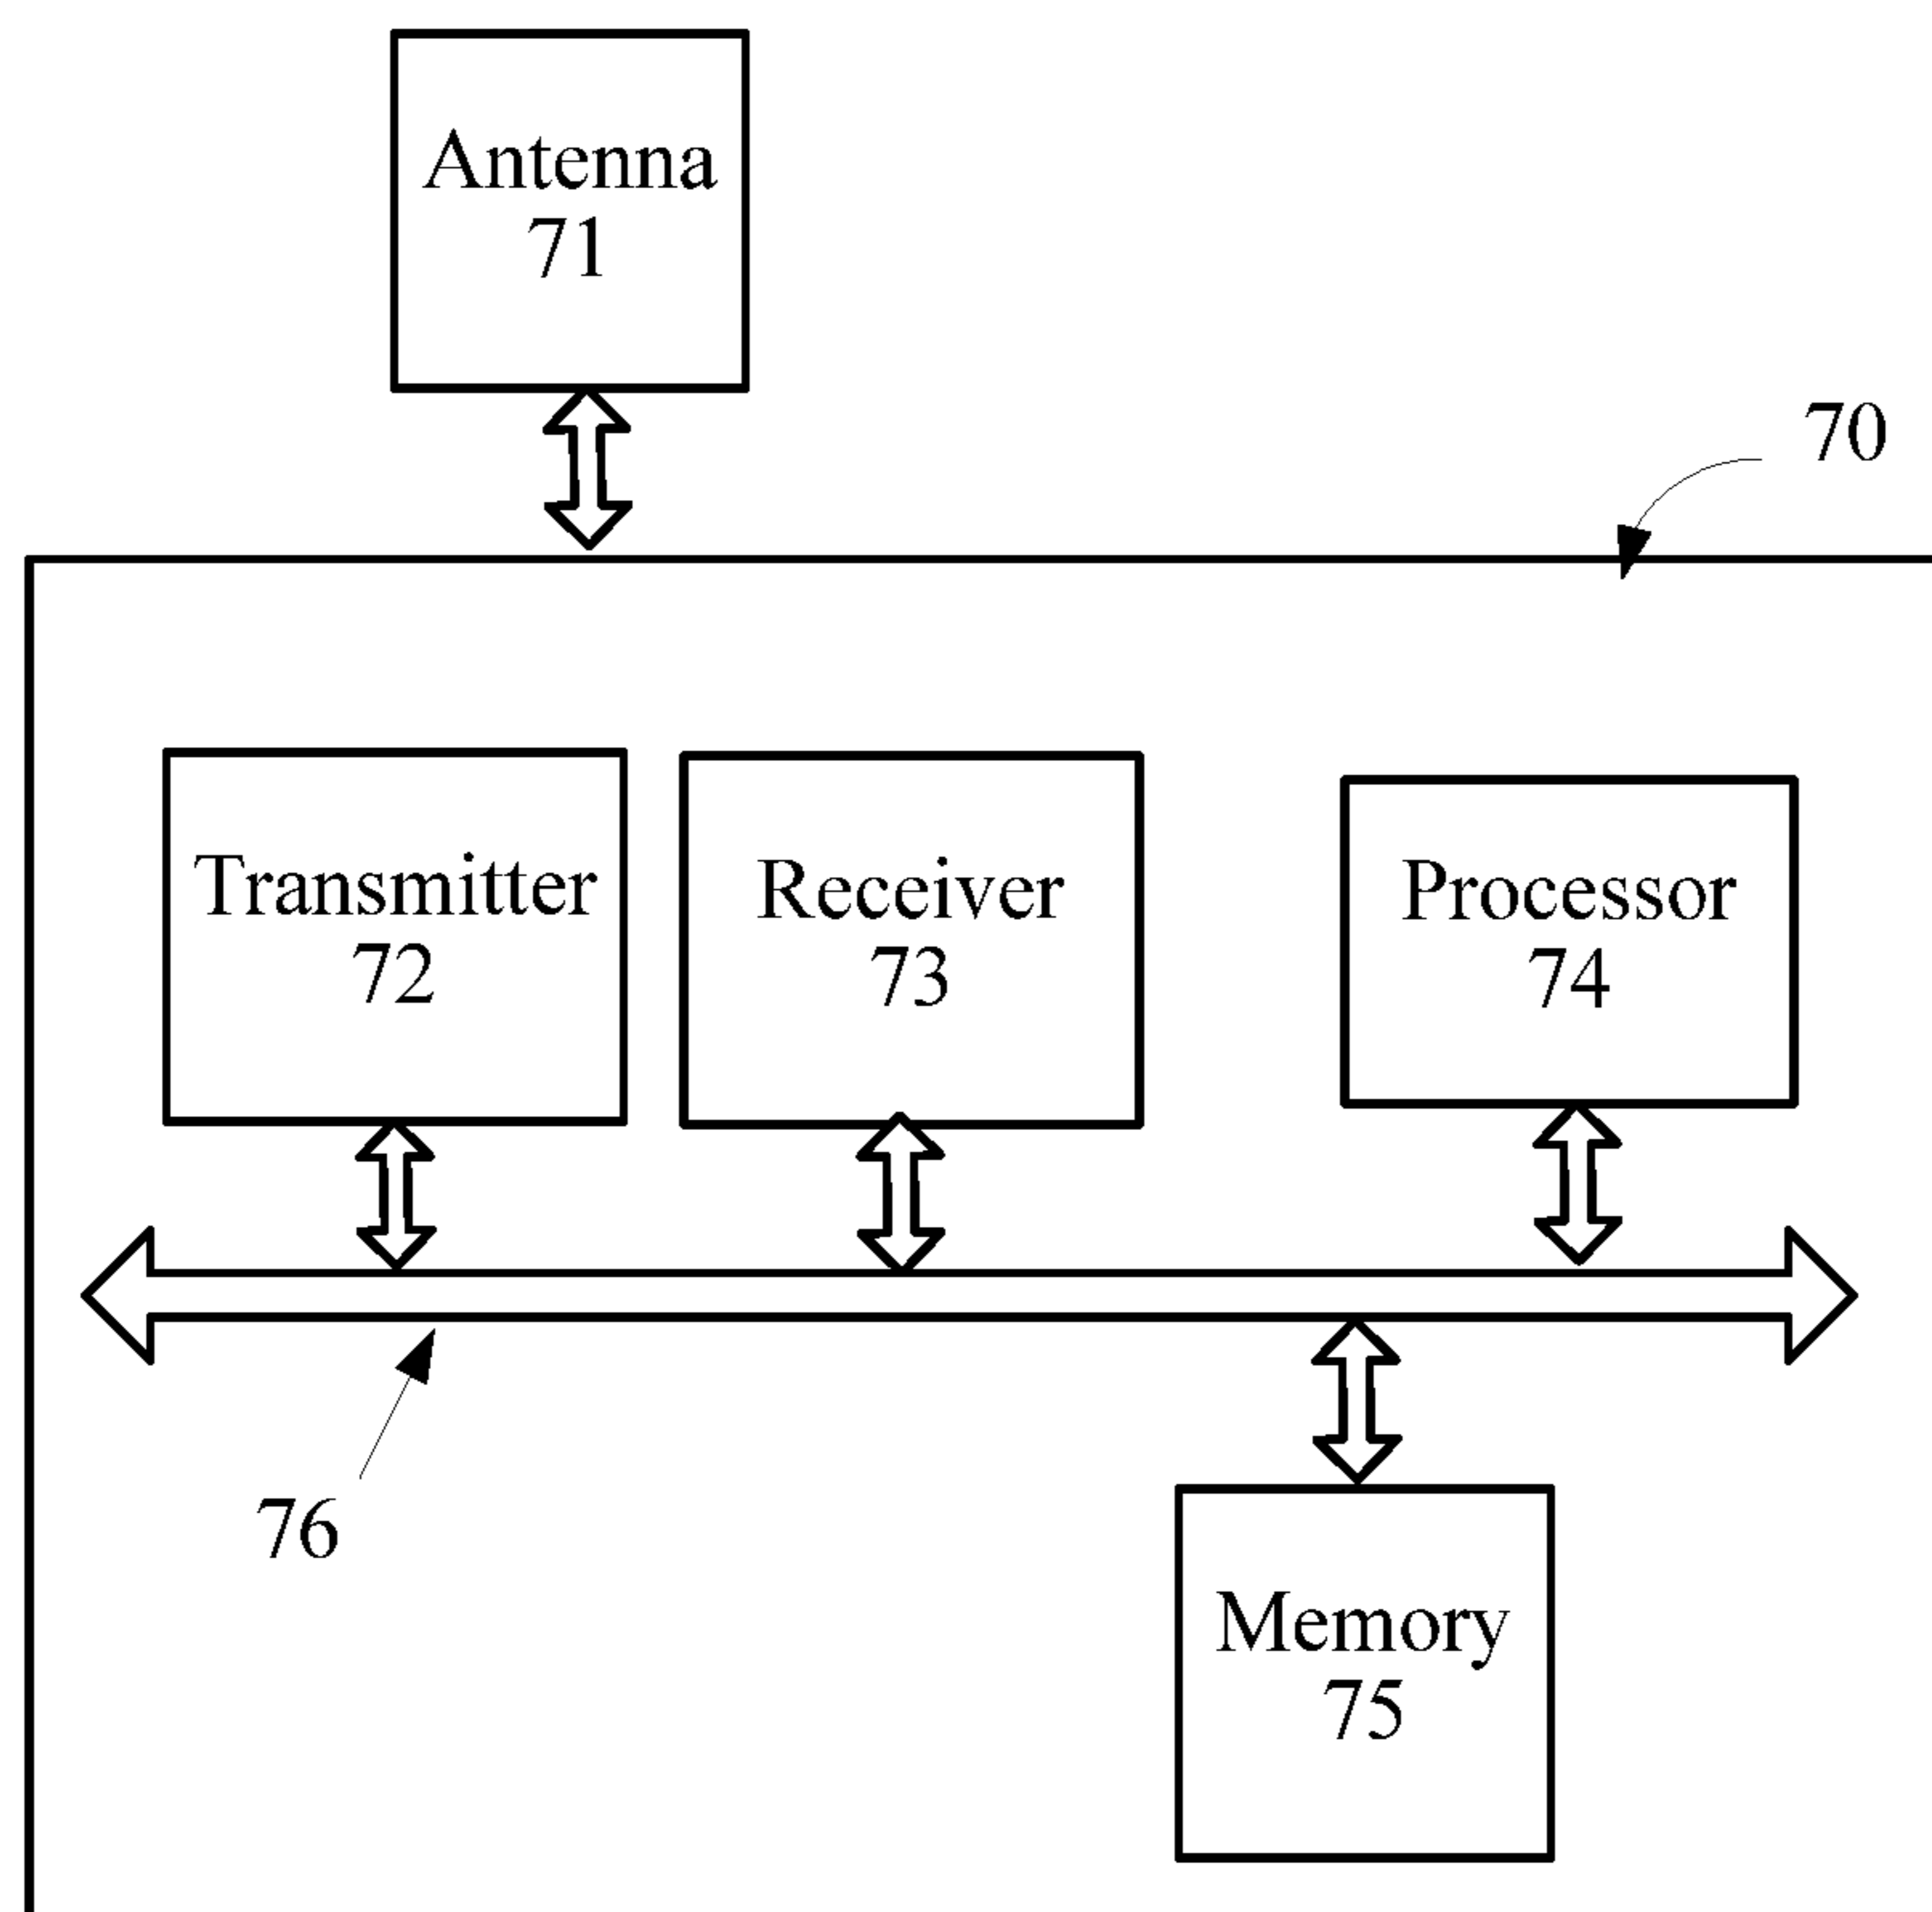 Antenna
71
70
Transmitter
72
Receiver
73
Processor
74
76
Memory
75